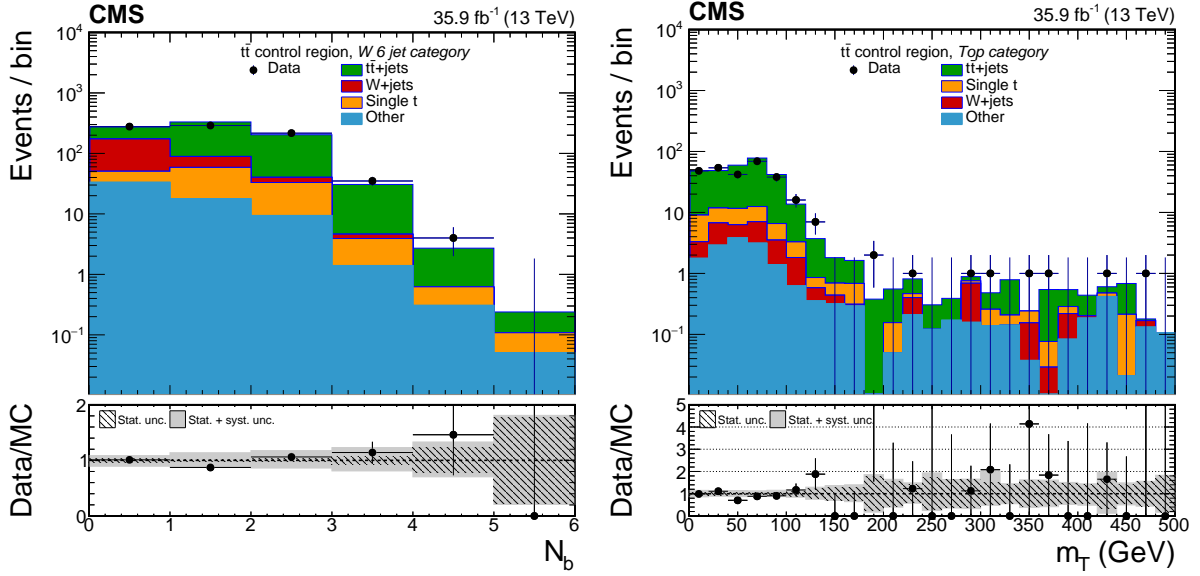 CMS
35.9 fb⁻¹ (13 TeV)
tt̄ control region, W 6 jet category
Data
tt̄+jets
W+jets
Single t
Other
Events / bin
10⁴
10³
10²
10
1
10⁻¹
Stat. unc.
Stat. + syst. unc.
Data/MC
2
1
0
0 1 2 3 4 5 6
N_b
CMS
35.9 fb⁻¹ (13 TeV)
tt̄ control region, Top category
Data
tt̄+jets
Single t
W+jets
Other
Events / bin
10⁴
10³
10²
10
1
10⁻¹
Stat. unc.
Stat. + syst. unc.
Data/MC
5
4
3
2
1
0
0 50 100 150 200 250 300 350 400 450 500
m_T (GeV)